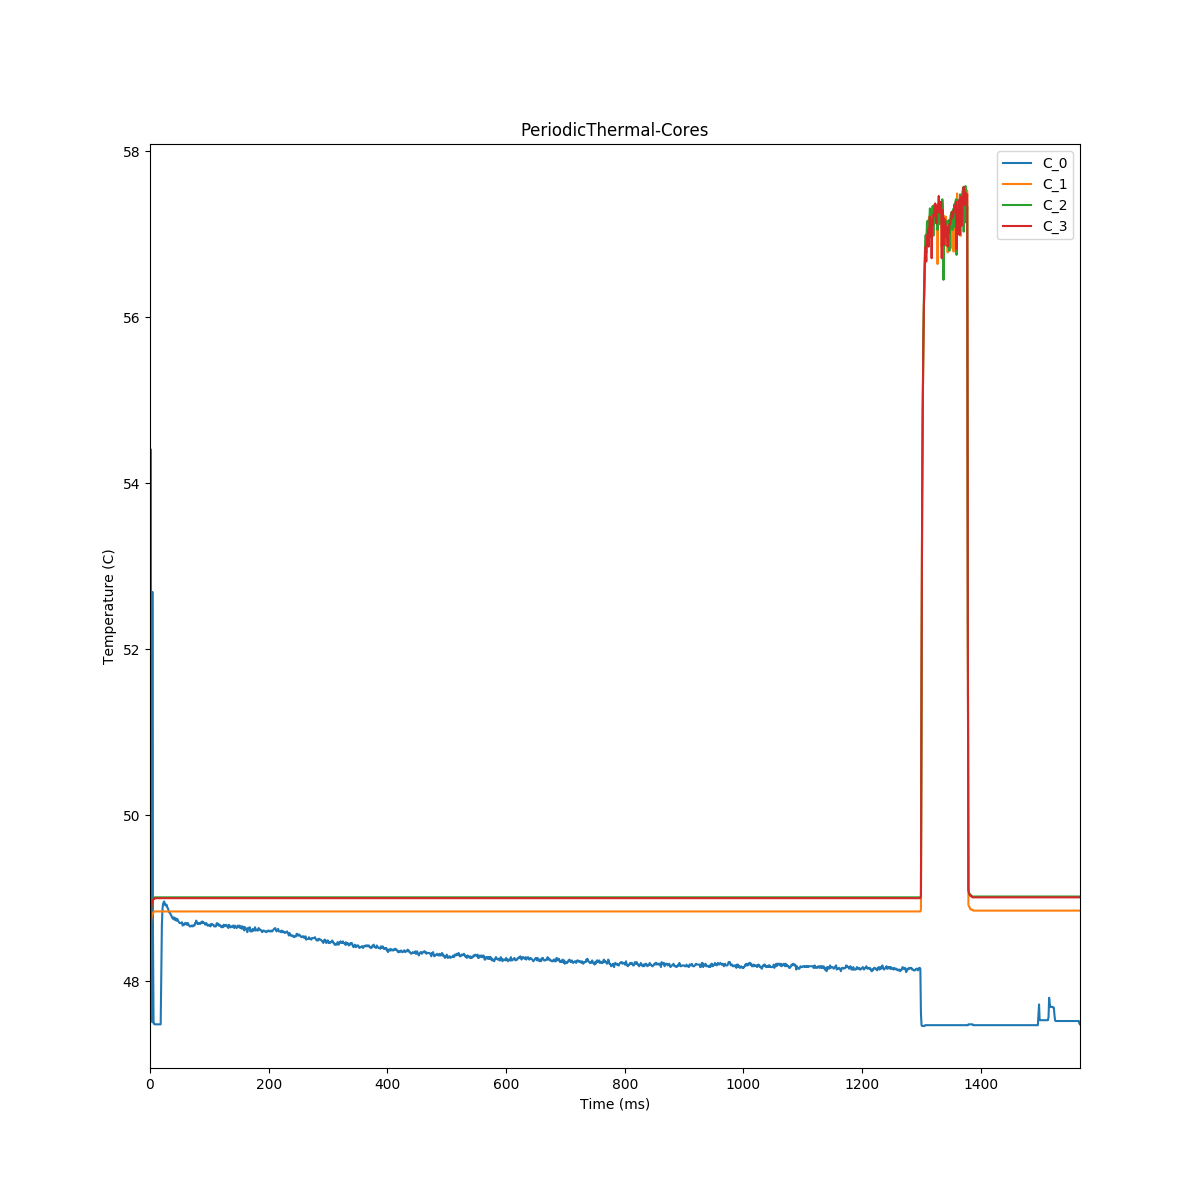 PeriodicThermal-Cores
58
56
54
52
50
48
Temperature (C)
C_0
C_1
C_2
C_3
0 200 400 600 800 1000 1200 1400
Time (ms)